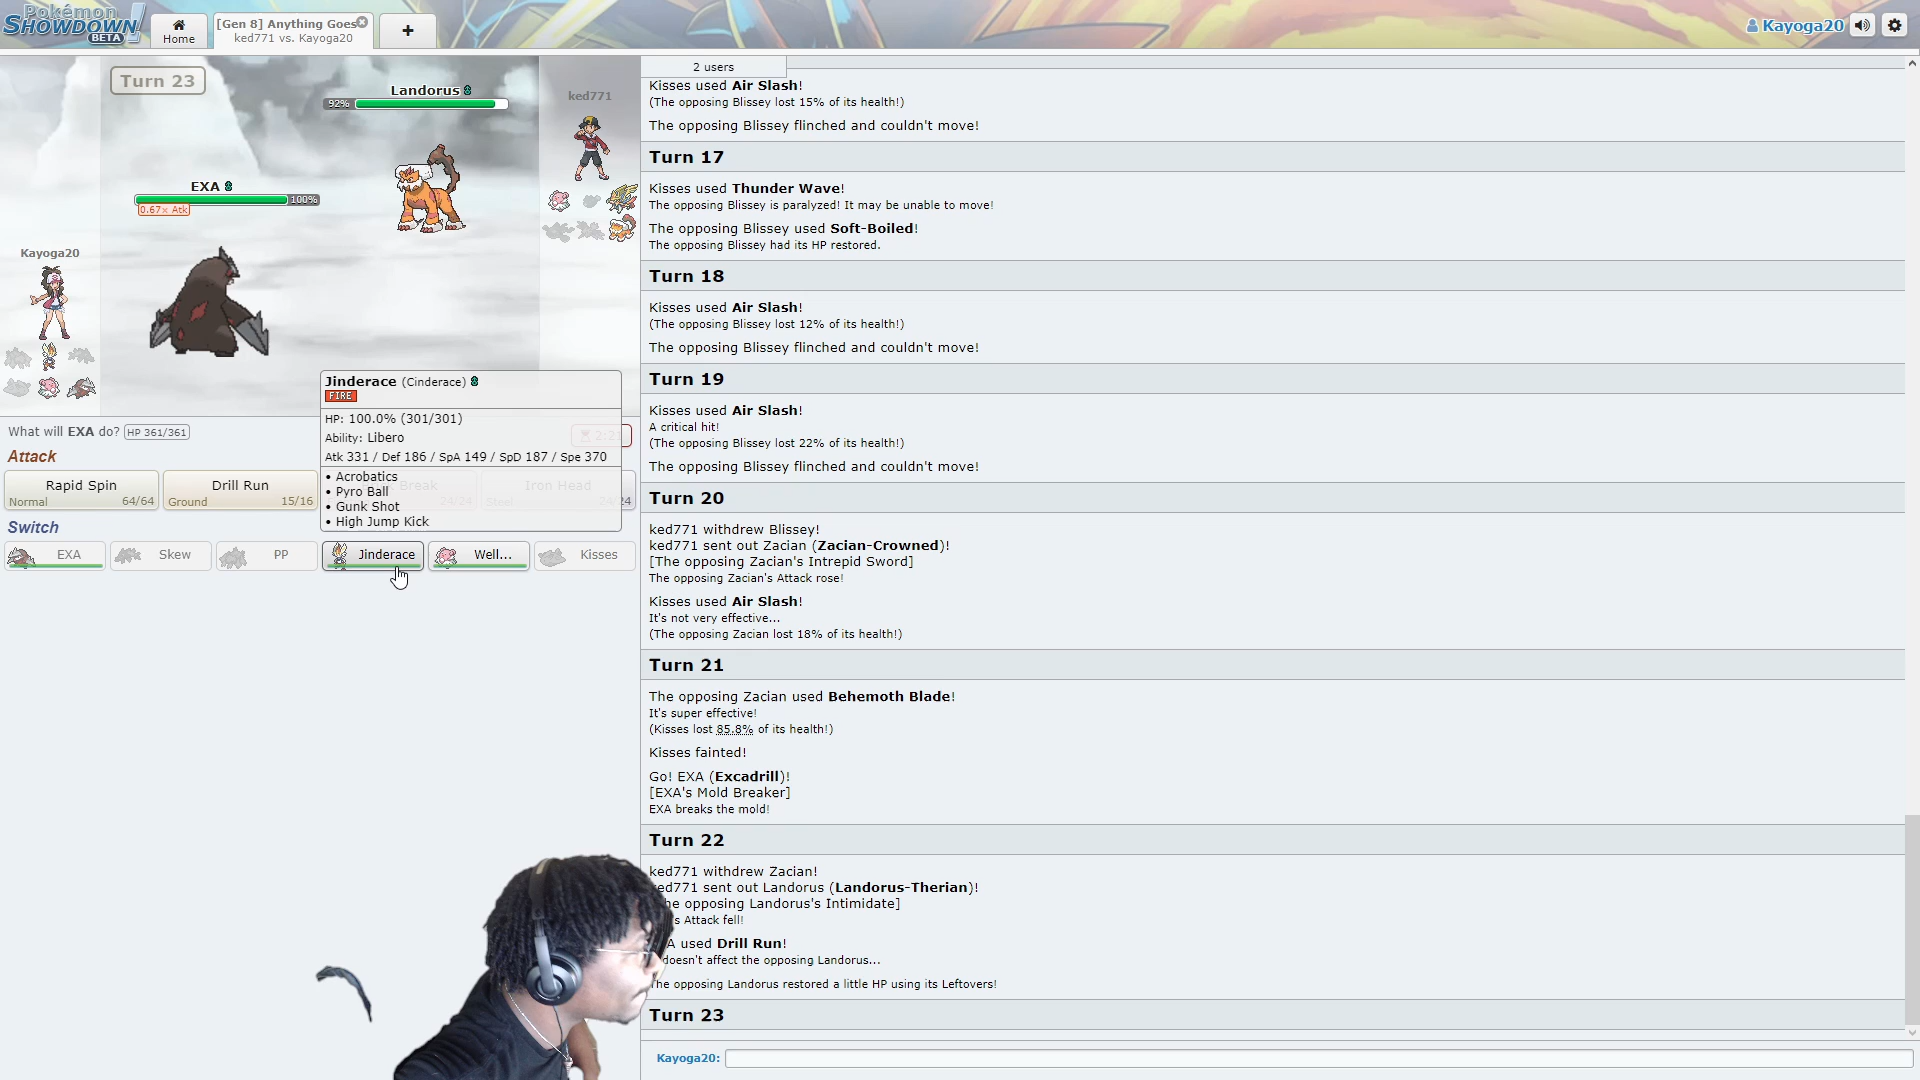 Pokémon
SHOWDOWN!
BETA
Home
[Gen 8] Anything Goes
ked771 vs. Kayoga20
+
Kayoga20
Turn 23
Landorus
92%
ked771
EXA
100%
0.67× Atk
Kayoga20
Jinderace (Cinderace)
FIRE
HP: 100.0% (301/301)
Ability: Libero
Atk 331 / Def 186 / SpA 149 / SpD 187 / Spe 370
• Acrobatics
• Pyro Ball
• Gunk Shot
• High Jump Kick
What will EXA do? HP 361/361
Attack
Rapid Spin
Normal 64/64
Drill Run
Ground 15/16
Break
24/24
Iron Head
Steel 24/24
Switch
EXA
Skew
PP
Jinderace
Well...
Kisses
2 users
Kisses used Air Slash!
(The opposing Blissey lost 15% of its health!)
The opposing Blissey flinched and couldn't move!
Turn 17
Kisses used Thunder Wave!
The opposing Blissey is paralyzed! It may be unable to move!
The opposing Blissey used Soft-Boiled!
The opposing Blissey had its HP restored.
Turn 18
Kisses used Air Slash!
(The opposing Blissey lost 12% of its health!)
The opposing Blissey flinched and couldn't move!
Turn 19
Kisses used Air Slash!
A critical hit!
(The opposing Blissey lost 22% of its health!)
The opposing Blissey flinched and couldn't move!
Turn 20
ked771 withdrew Blissey!
ked771 sent out Zacian (Zacian-Crowned)!
[The opposing Zacian's Intrepid Sword]
The opposing Zacian's Attack rose!
Kisses used Air Slash!
It's not very effective...
(The opposing Zacian lost 18% of its health!)
Turn 21
The opposing Zacian used Behemoth Blade!
It's super effective!
(Kisses lost 85.8% of its health!)
Kisses fainted!
Go! EXA (Excadrill)!
[EXA's Mold Breaker]
EXA breaks the mold!
Turn 22
ked771 withdrew Zacian!
ked771 sent out Landorus (Landorus-Therian)!
opposing Landorus's Intimidate]
Attack fell!
used Drill Run!
doesn't affect the opposing Landorus...
The opposing Landorus restored a little HP using its Leftovers!
Turn 23
Kayoga20: